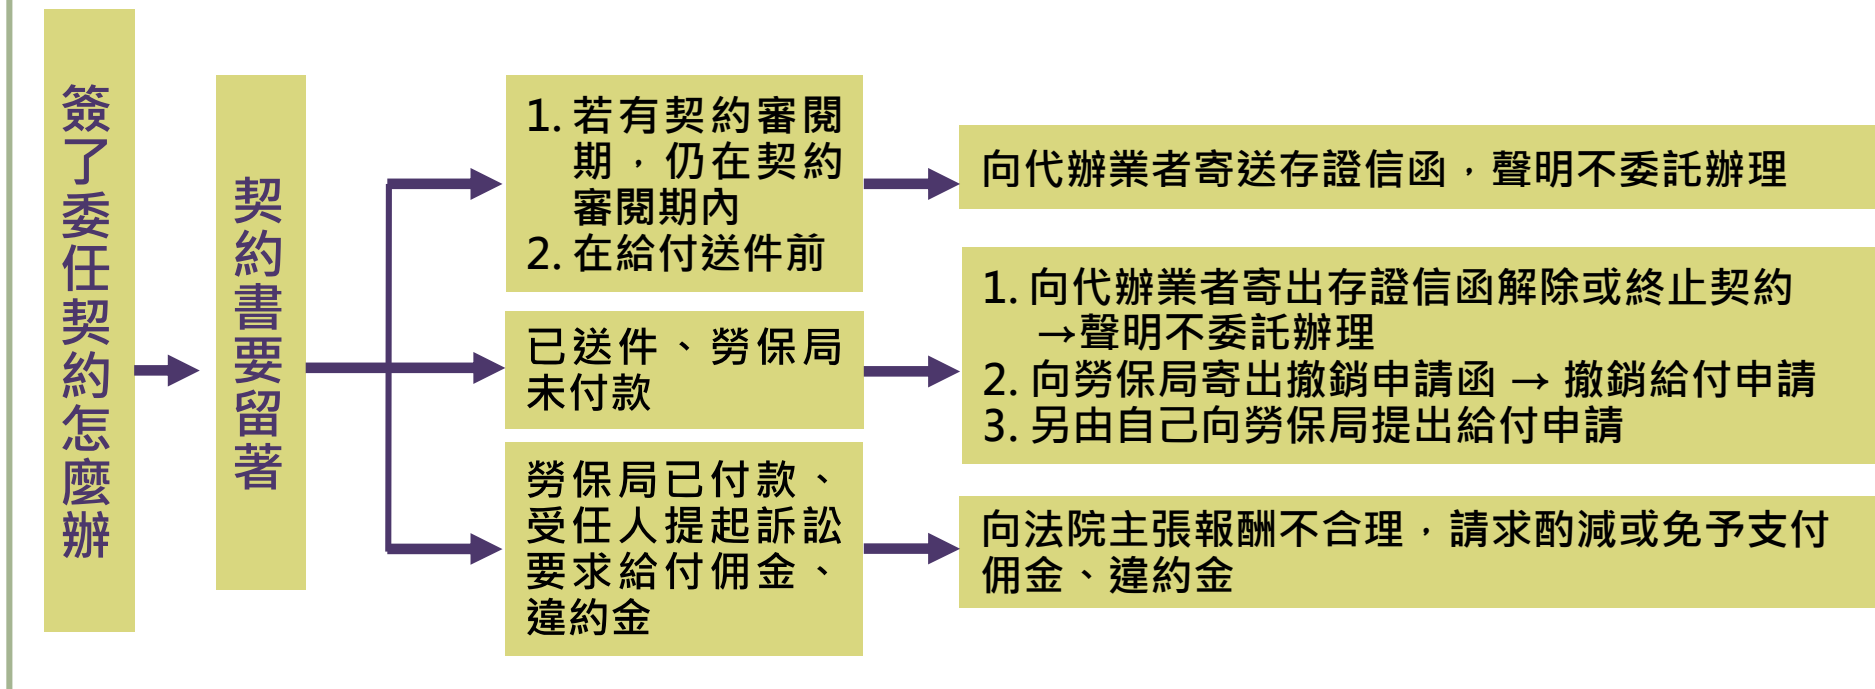 簽了委任契約怎麼辦
契約書要留著
1. 若有契約審閱
期，仍在契約
審閱期內
2. 在給付送件前
向代辦業者寄送存證信函，聲明不委託辦理
已送件、勞保局
未付款
1. 向代辦業者寄出存證信函解除或終止契約
→聲明不委託辦理
2. 向勞保局寄出撤銷申請函 → 撤銷給付申請
3. 另由自己向勞保局提出給付申請
勞保局已付款、
受任人提起訴訟
要求給付佣金、
違約金
向法院主張報酬不合理，請求酌減或免予支付
佣金、違約金